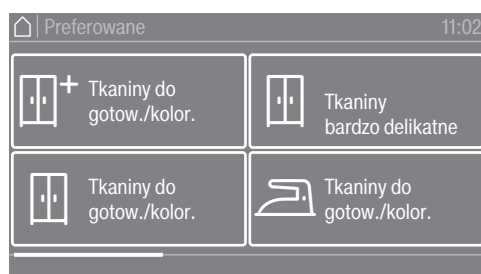 Preferowane 11:02
Tkaniny do
gotow./kolor.
Tkaniny
bardzo delikatne
Tkaniny do
gotow./kolor.
Tkaniny do
gotow./kolor.